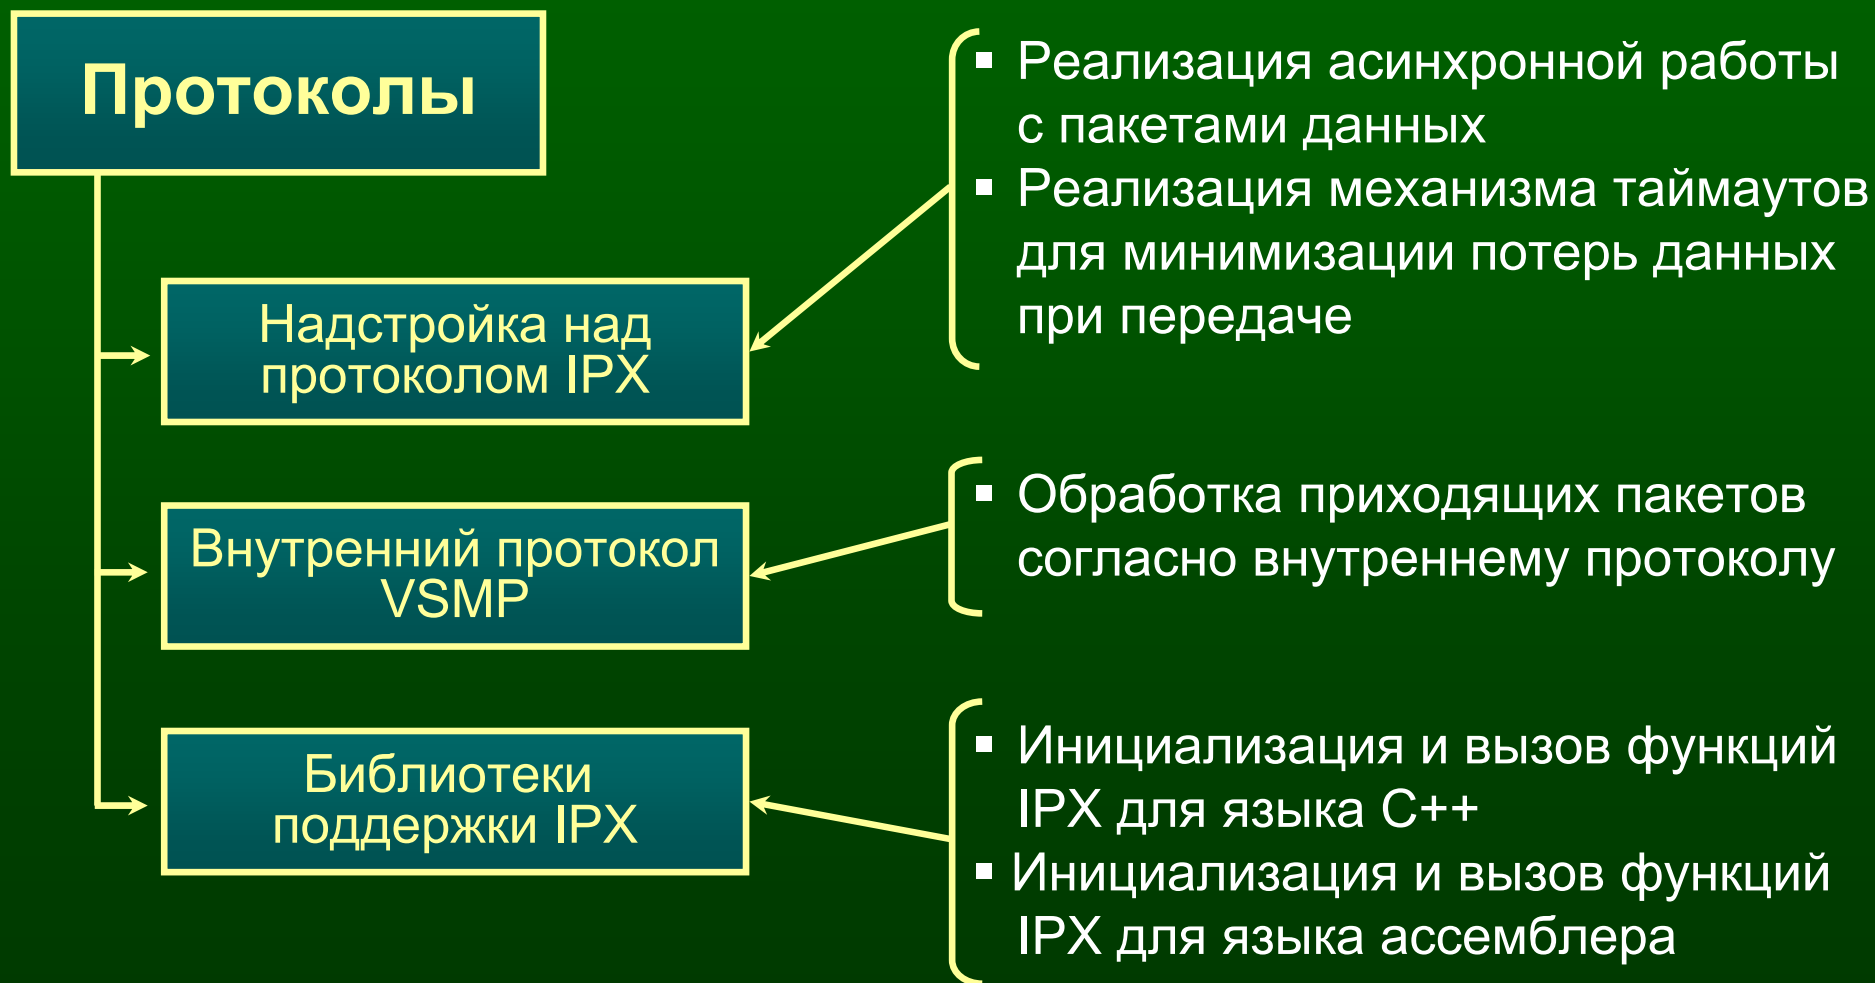 Протоколы
Надстройка над
протоколом IPX
▪ Реализация асинхронной работы
с пакетами данных
▪ Реализация механизма таймаутов
для минимизации потерь данных
при передаче
Внутренний протокол
VSMP
▪ Обработка приходящих пакетов
согласно внутреннему протоколу
Библиотеки
поддержки IPX
▪ Инициализация и вызов функций
IPX для языка С++
▪ Инициализация и вызов функций
IPX для языка ассемблера